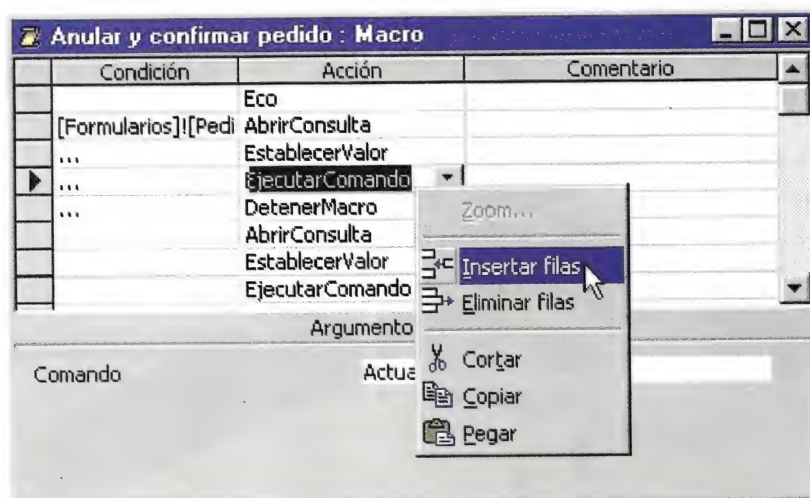 Anular y confirmar pedido : Macro
Condición Acción Comentario
Eco
[Formularios]![Pedi AbrirConsulta
... EstablecerValor
... EjecutarComando
... DetenerMacro
AbrirConsulta
EstablecerValor
EjecutarComando
Zoom...
Insertar filas
Eliminar filas
Cortar
Copiar
Pegar
Argumento
Comando Actua